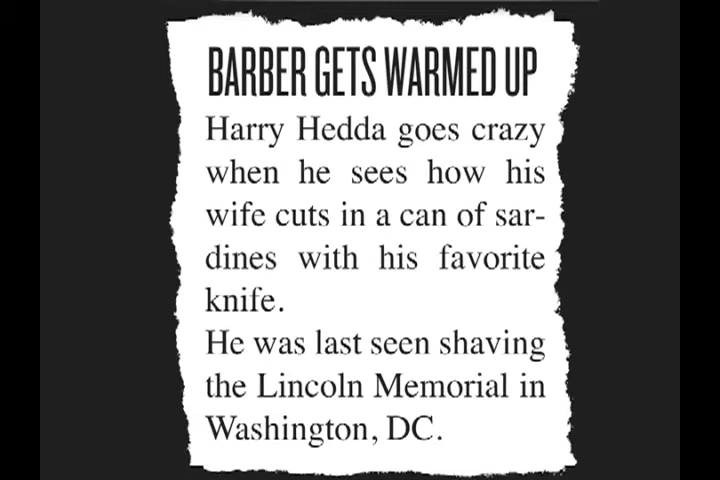 BARBER GETS WARMED UP
Harry Hedda goes crazy
when he sees how his
wife cuts in a can of sar-
dines with his favorite
knife.
He was last seen shaving
the Lincoln Memorial in
Washington, DC.